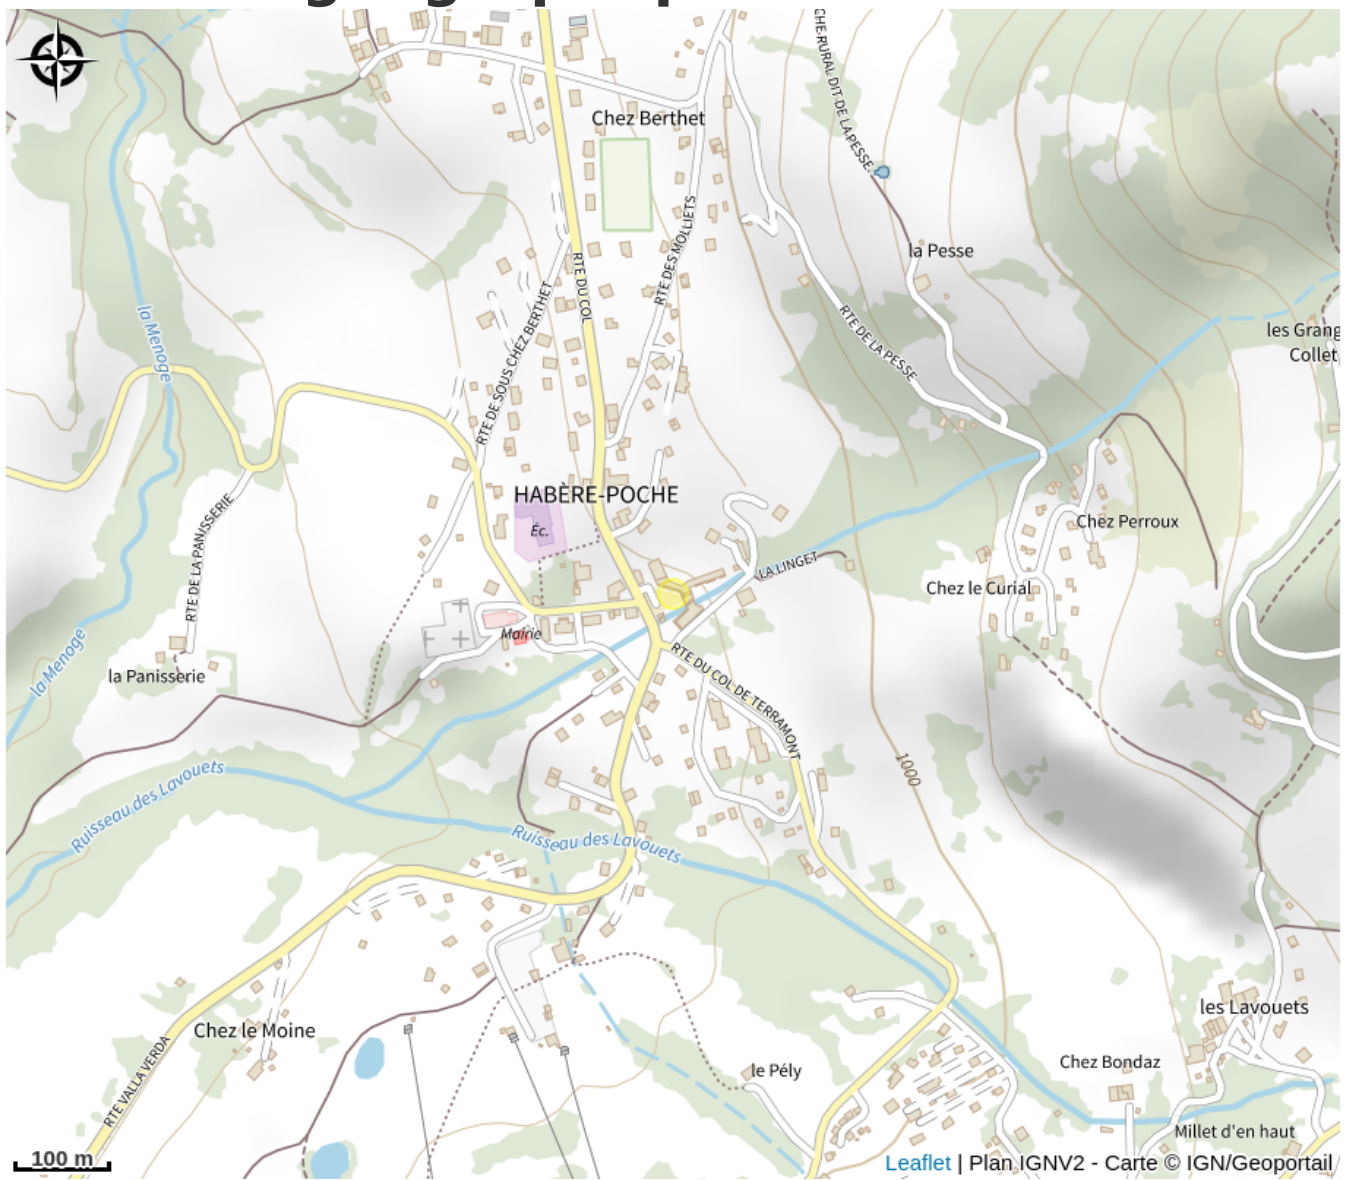 CHE RURAL DIT DE LA PESSE
Chez Berthet
RTE DES MOLLIETS
la Pesse
RTE DU COL
RTE DE SOUS CHEZ BERTHET
la Menoge
RTE DE LA PESSE
les Grang
Collet
HABÈRE-POCHE
Éc.
RTE DE LA PANISSERIE
Chez Perroux
LA LINGET
Chez le Curial
Mairie
la Menoge
la Panisserie
RTE DU COL DE TERRAMONT
1000
Ruisseau des Lavouets
Ruisseau des Lavouets
les Lavouets
Chez le Moine
RTE VALLA VERDA
le Pély
Chez Bondaz
Millet d'en haut
100 m
Leaflet | Plan IGNV2 - Carte © IGN/Geoportail